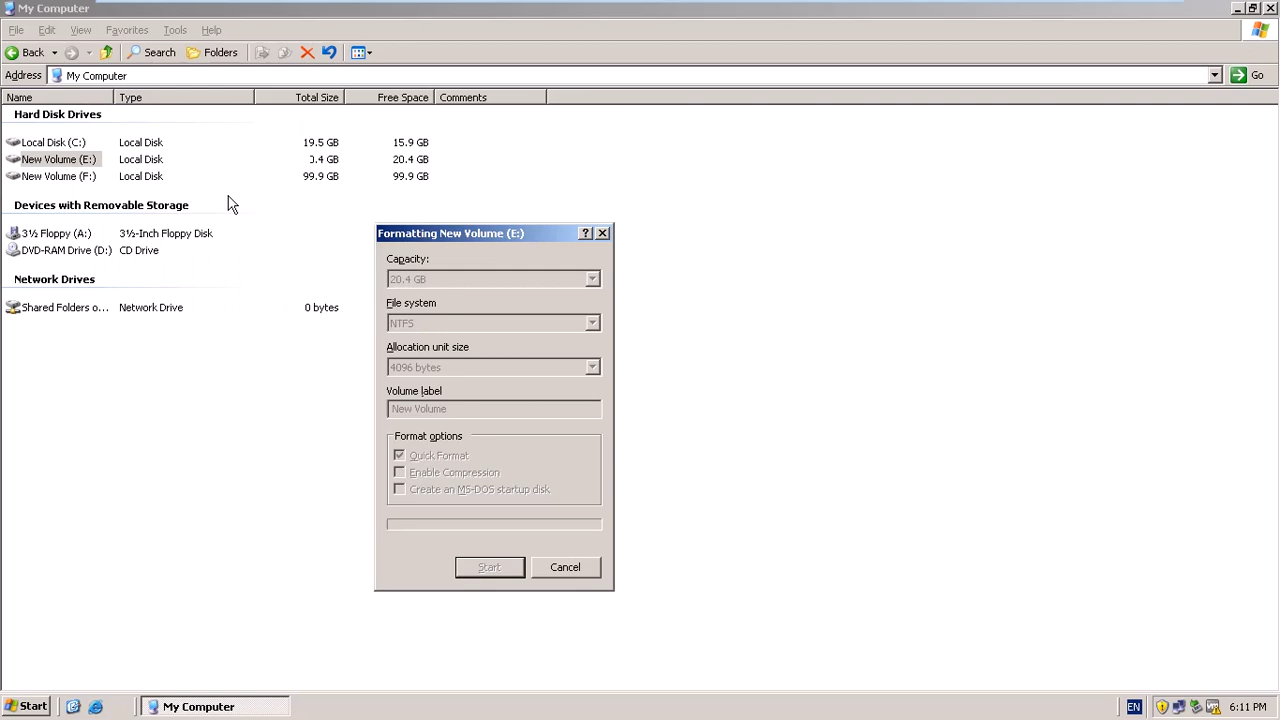 My Computer
File Edit View Favorites Tools Help
Back Search Folders
Address My Computer Go
Name Type Total Size Free Space Comments
Hard Disk Drives
Local Disk (C:) Local Disk 19.5 GB 15.9 GB
New Volume (E:) Local Disk 0.4 GB 20.4 GB
New Volume (F:) Local Disk 99.9 GB 99.9 GB
Devices with Removable Storage
3½ Floppy (A:) 3½-Inch Floppy Disk
DVD-RAM Drive (D:) CD Drive
Network Drives
Shared Folders o... Network Drive 0 bytes
Formatting New Volume (E:) ?
Capacity:
20.4 GB
File system
NTFS
Allocation unit size
4096 bytes
Volume label
New Volume
Format options
Quick Format
Enable Compression
Create an MS-DOS startup disk
Start Cancel
Start My Computer EN 6:11 PM